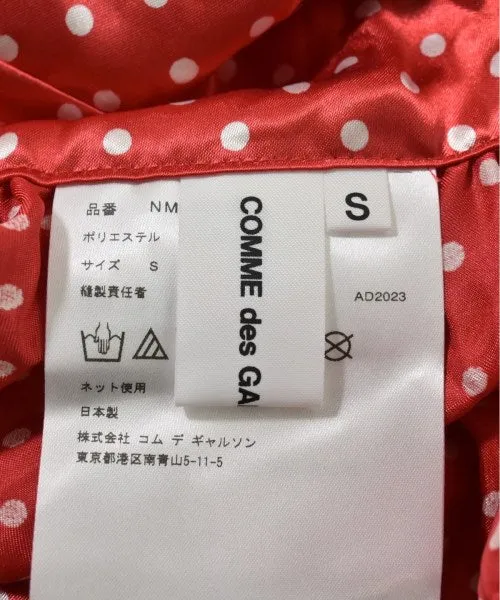 COMME des GA
S
品番 NM
ポリエステル
サイズ S
縫製責任者
AD2023
ネット使用
日本製
株式会社 コム デ ギャルソン
東京都港区南青山5-11-5